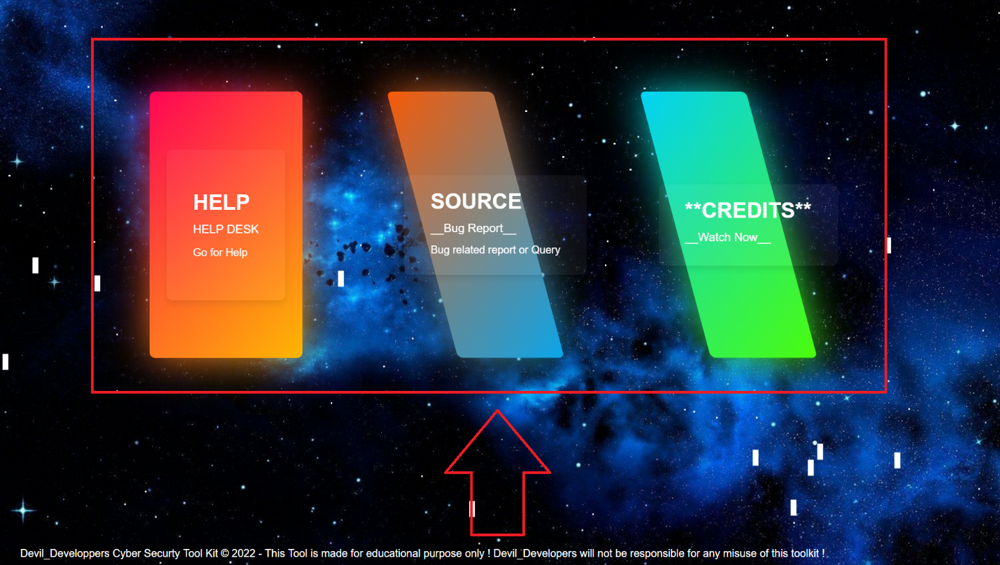 HELP
HELP DESK
Go for Help
SOURCE
__Bug Report__
Bug related report or Query
**CREDITS**
__Watch Now__
Devil_Developpers Cyber Securty Tool Kit © 2022 - This Tool is made for educational purpose only ! Devil_Developers will not be responsible for any misuse of this toolkit !